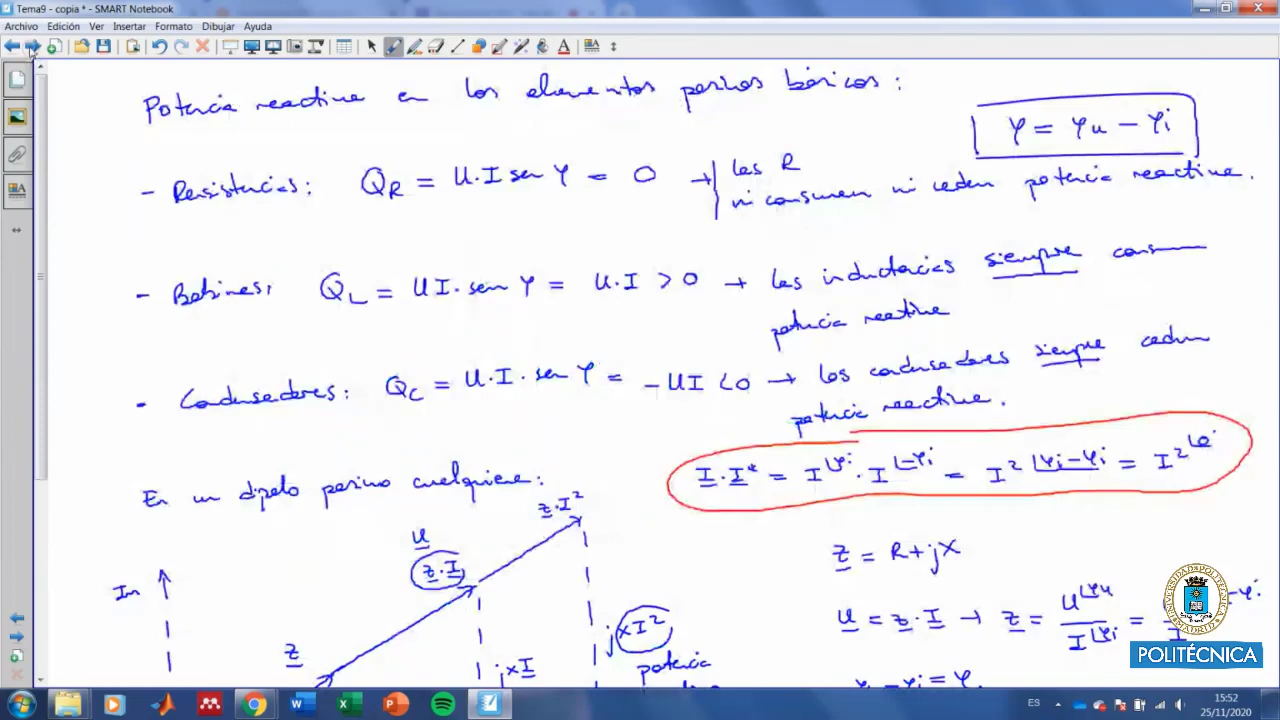 Tema9 - copia * - SMART Notebook
Archivo Edición Ver Insertar Formato Dibujar Ayuda
Potencia reactiva en los elementos pasivos básicos:
φ = φu - φi
- Resistencias: QR = U·I sen φ = 0 → las R
ni consumen ni ceden potencia reactiva.
- Bobinas: QL = UI·sen φ = U·I > 0 → las inductancias siempre consumen
potencia reactiva
- Condensadores: QC = U·I·sen φ = -UI < 0 → los condensadores siempre ceden
potencia reactiva.
I·I* = I∠φi · I∠-φi = I² ∠φi-φi = I² ∠0
En un dipolo pasivo cualquiera:
z·I²
U
z·I
z = R+jX
Im
U = z·I → z = U∠φu / I∠φi =
jXI²
z
jXI
potencia
φu - φi = φ
POLITÉCNICA
ES
15:52
25/11/2020